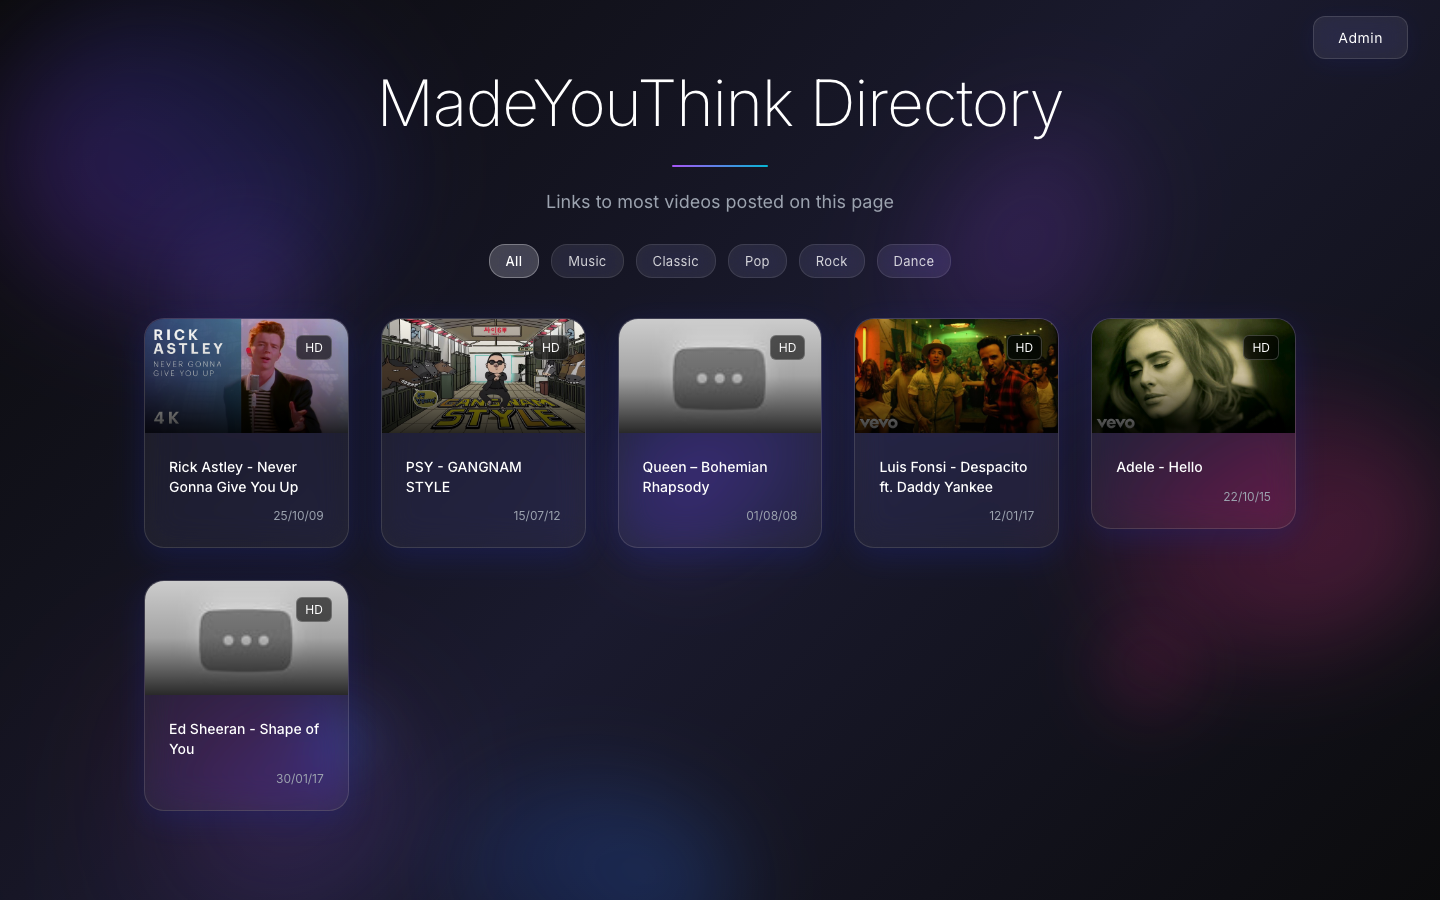 Admin
MadeYouThink Directory
Links to most videos posted on this page
All
Music
Classic
Pop
Rock
Dance
RICK
ASTLEY
NEVER GONNA
GIVE YOU UP
4K
HD
Rick Astley - Never
Gonna Give You Up
25/10/09
HD
GANGNAM
STYLE
PSY - GANGNAM
STYLE
15/07/12
HD
Queen – Bohemian
Rhapsody
01/08/08
HD
vevo
Luis Fonsi - Despacito
ft. Daddy Yankee
12/01/17
HD
vevo
Adele - Hello
22/10/15
HD
Ed Sheeran - Shape of
You
30/01/17